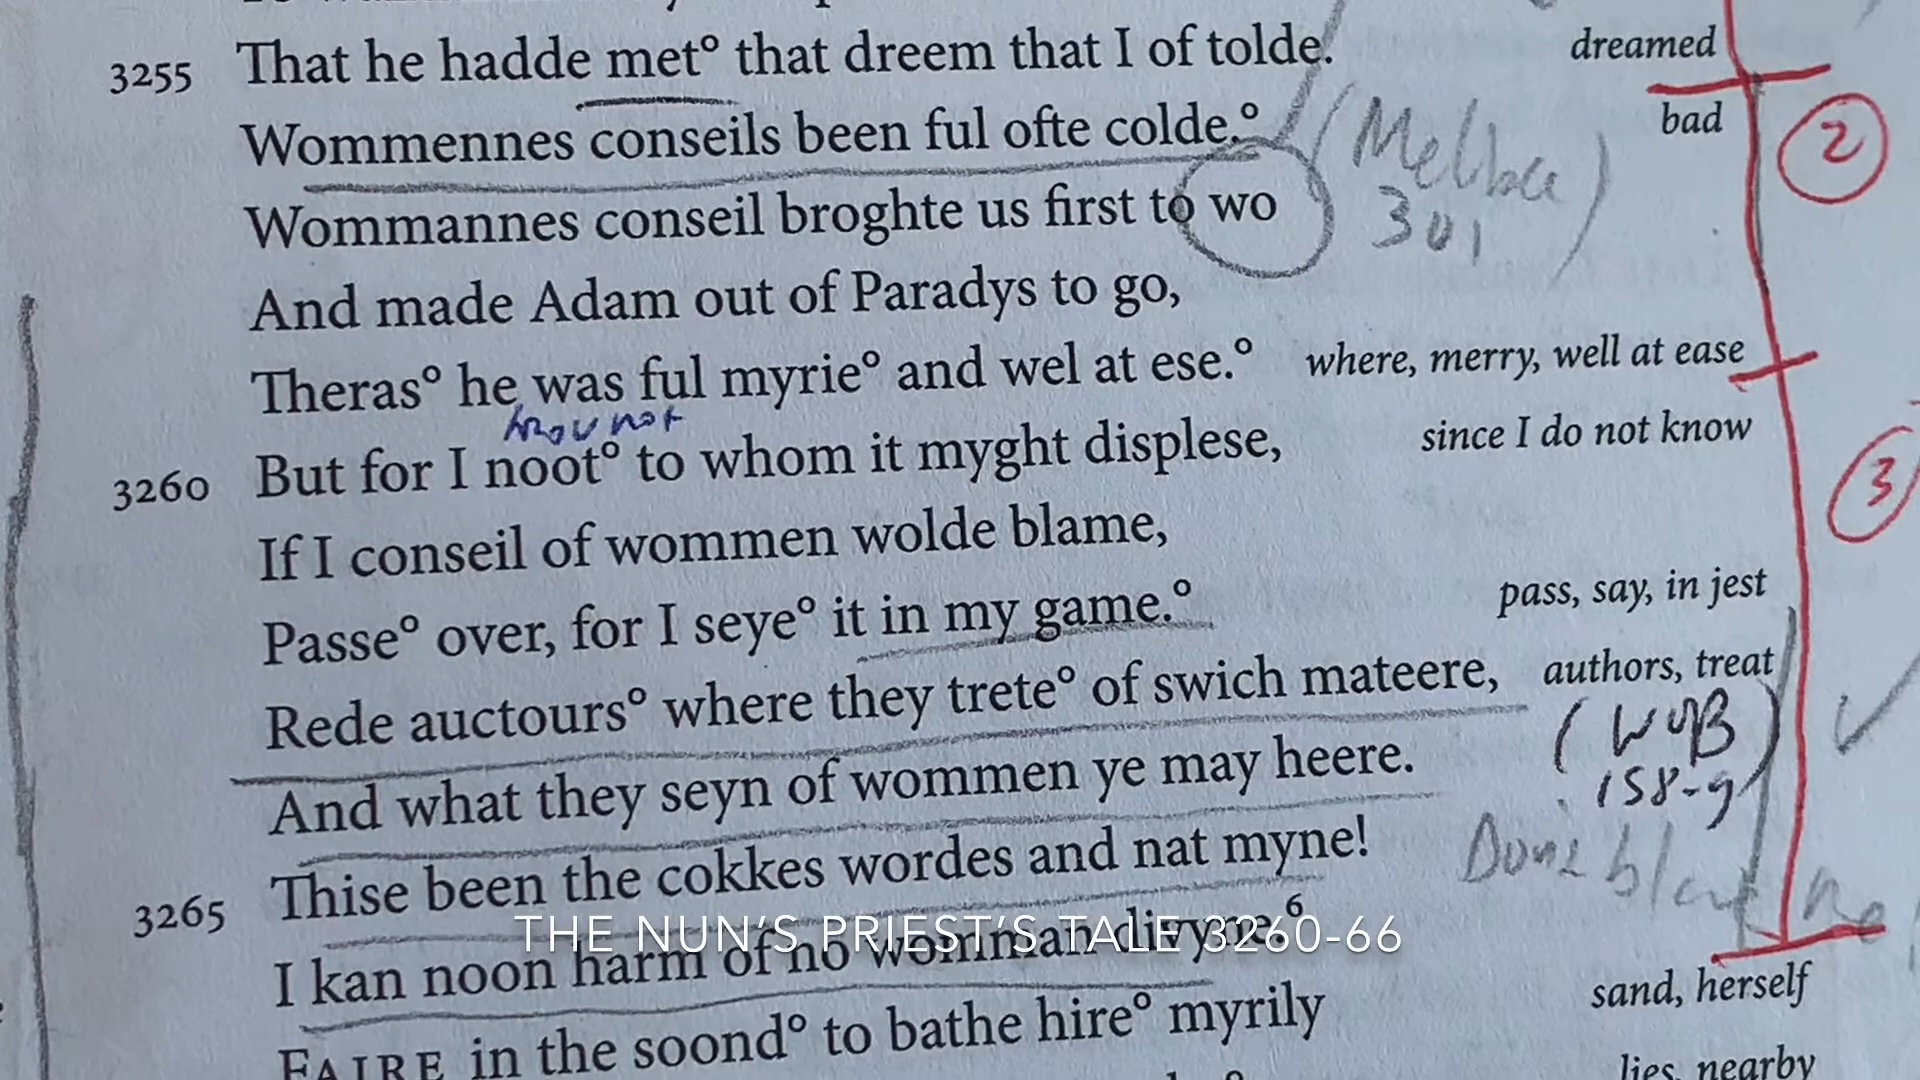 3255 That he hadde met° that dreem that I of tolde. dreamed
Wommennes conseils been ful ofte colde.° bad
2
(Melibee)
301
Wommannes conseil broghte us first to wo
And made Adam out of Paradys to go,
Theras° he was ful myrie° and wel at ese.° where, merry, well at ease
know not
3260 But for I noot° to whom it myght displese, since I do not know
3
If I conseil of wommen wolde blame,
Passe° over, for I seye° it in my game.° pass, say, in jest
Rede auctours° where they trete° of swich mateere, authors, treat
(WoB)
158-9
And what they seyn of wommen ye may heere.
3265 Thise been the cokkes wordes and nat myne!
THE NUN'S PRIEST'S TALE 3260-66
I kan noon harm of no womman divyne.6
FAIRE in the soond° to bathe hire° myrily sand, herself
lies, nearby